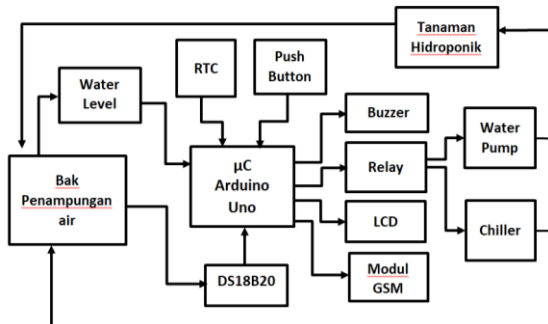 Tanaman
Hidroponik
RTC
Push
Button
Water
Level
Buzzer
Water
Pump
µC
Arduino
Uno
Relay
Bak
Penampungan
air
LCD
Chiller
DS18B20
Modul
GSM